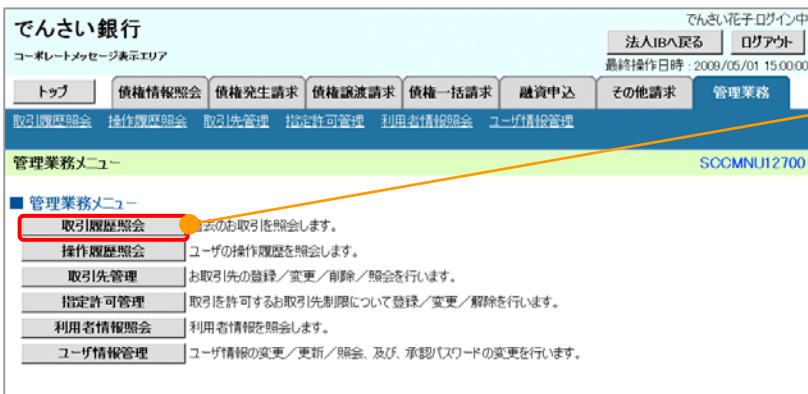 でんさい銀行
コーポレートメッセージ表示エリア
でんさい花子:ログイン中
法人IBへ戻る ログアウト
最終操作日時:2009/05/01 15:00:00
トップ 債権情報照会 債権発生請求 債権譲渡請求 債権一括請求 融資申込 その他請求 管理業務
取引履歴照会 操作履歴照会 取引先管理 指定許可管理 利用者情報照会 ユーザ情報管理
管理業務メニュー SCCMNU12700
■ 管理業務メニュー
取引履歴照会 去のお取引を照会します。
操作履歴照会 ユーザの操作履歴を照会します。
取引先管理 お取引先の登録/変更/削除/照会を行います。
指定許可管理 取引を許可するお取引先制限について登録/変更/解除を行います。
利用者情報照会 利用者情報を照会します。
ユーザ情報管理 ユーザ情報の変更/更新/照会、及び、承認パスワードの変更を行います。